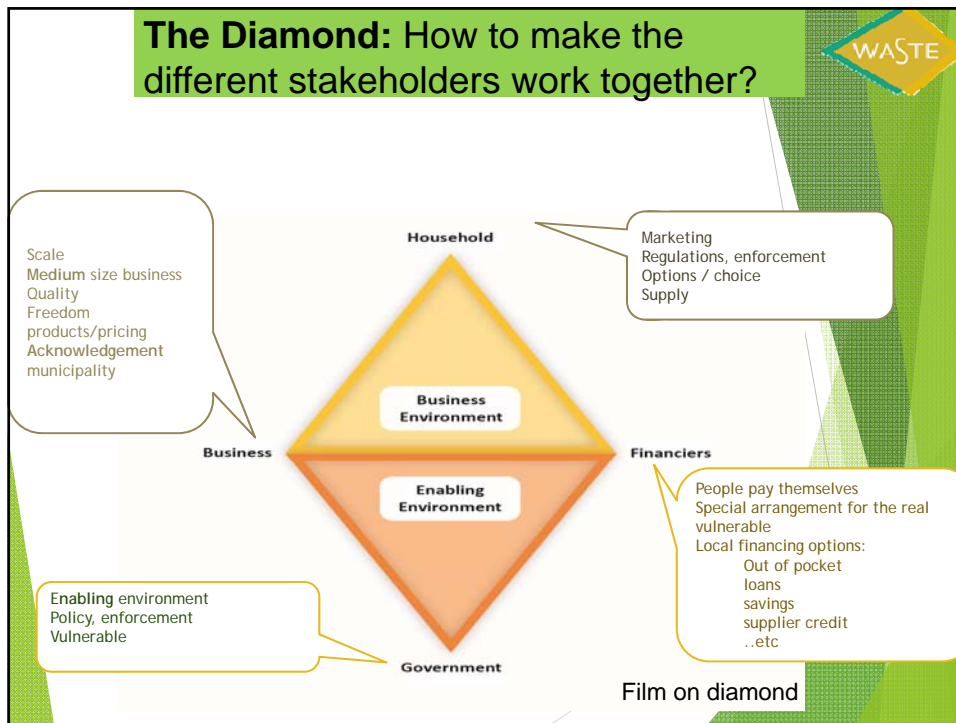 The Diamond: How to make the
different stakeholders work together?
WASTE
Scale
Medium size business
Quality
Freedom
products/pricing
Acknowledgement
municipality
Household
Marketing
Regulations, enforcement
Options / choice
Supply
Business
Environment
Business
Financiers
Enabling
Environment
People pay themselves
Special arrangement for the real
vulnerable
Local financing options:
Out of pocket
loans
savings
supplier credit
..etc
Enabling environment
Policy, enforcement
Vulnerable
Government
Film on diamond